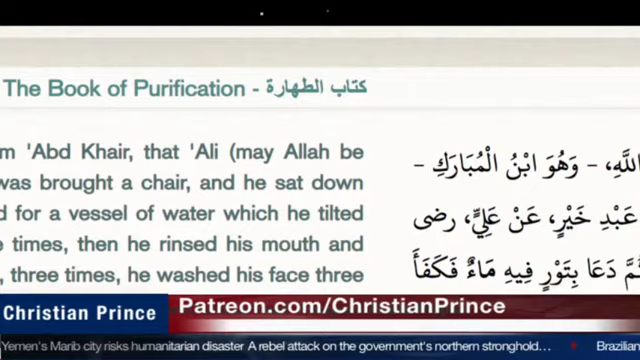 The Book of Purification - كتاب الطهارة
m 'Abd Khair, that 'Ali (may Allah be
was brought a chair, and he sat down
d for a vessel of water which he tilted
e times, then he rinsed his mouth and
, three times, he washed his face three
اللَّهِ، - وَهُوَ ابْنُ الْمُبَارَكِ -
عَبْدِ خَيْرٍ، عَنْ عَلِيٍّ، رضى
ثُمَّ دَعَا بِتَوْرٍ فِيهِ مَاءٌ فَكَفَأَ
Christian Prince
Patreon.com/ChristianPrince
Yemen's Marib city risks humanitarian disaster A rebel attack on the government's northern stronghold...
Brazilian